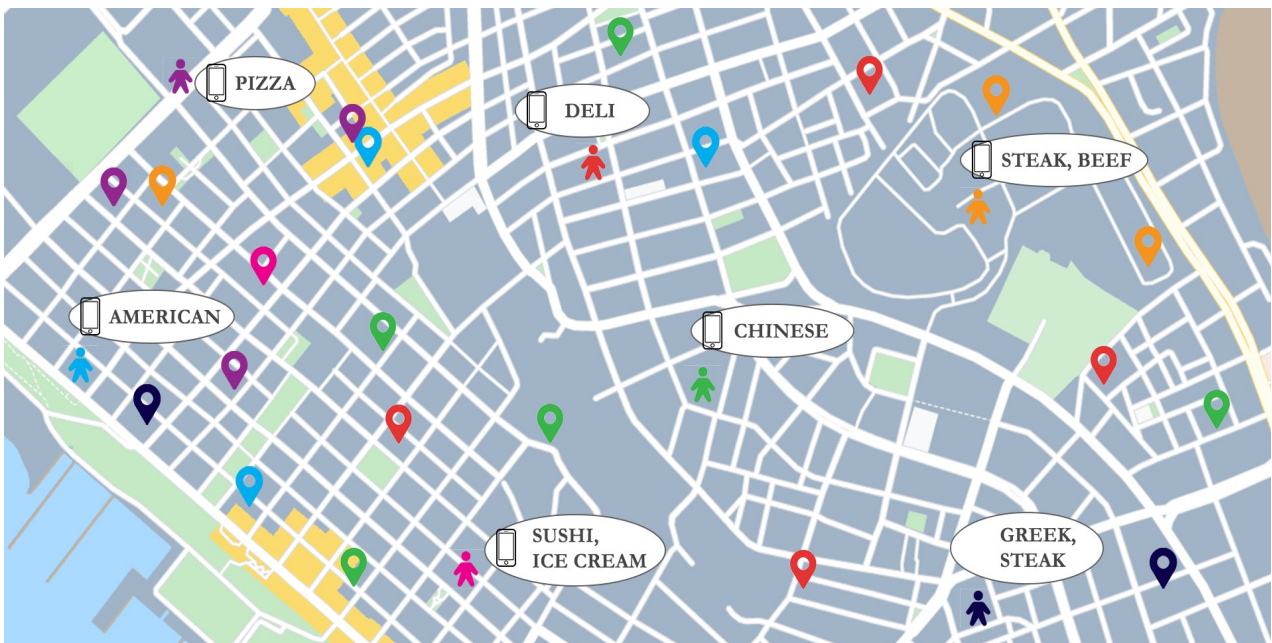 PIZZA
DELI
STEAK, BEEF
AMERICAN
CHINESE
SUSHI,
ICE CREAM
GREEK,
STEAK